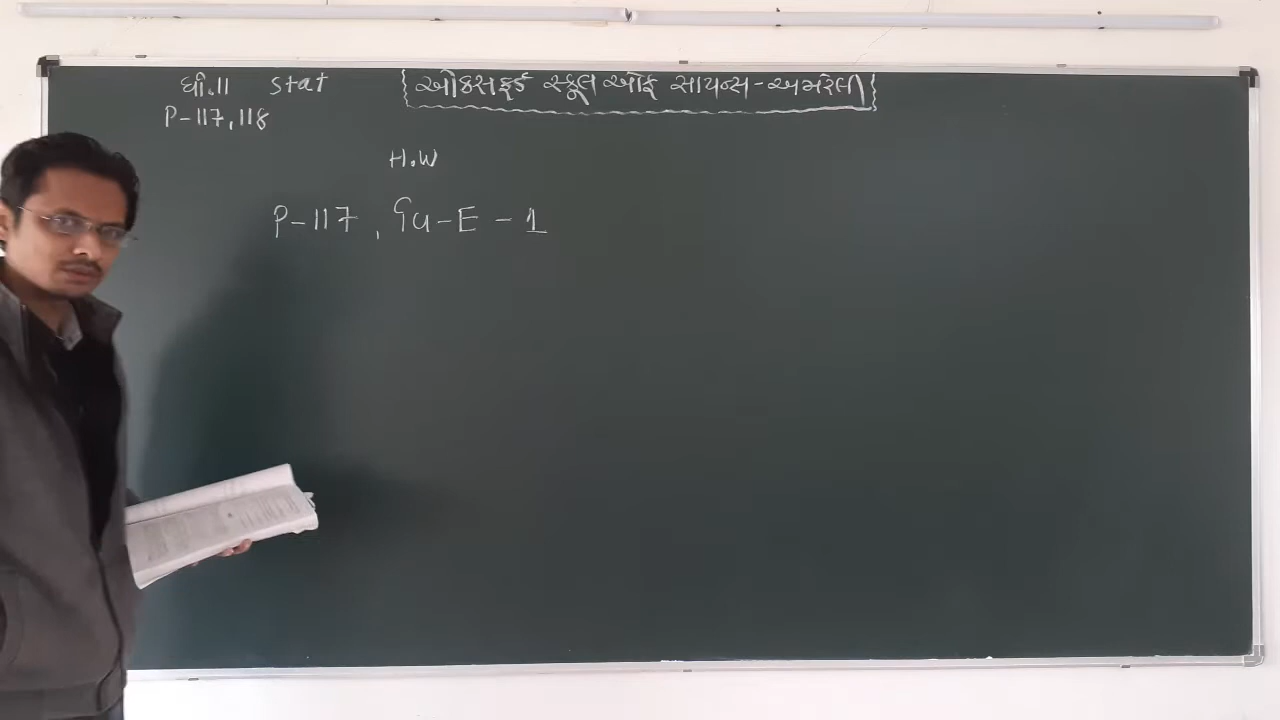 ધો.11 stat {ઓક્સફર્ડ સ્કૂલ ઓફ સાયન્સ-અમરેલી}
P-117,118
H.W
P-117, વિ-E-1